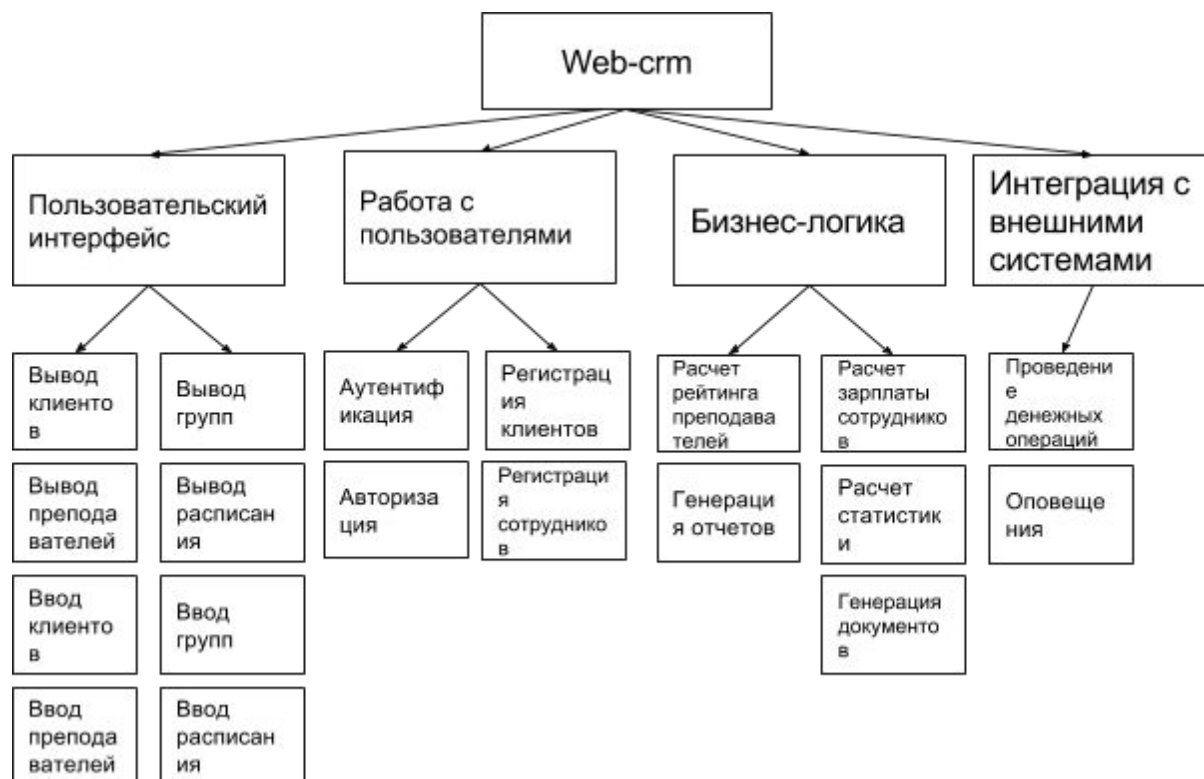 Web-crm
Пользовательский
интерфейс
Работа с
пользователями
Бизнес-логика
Интеграция с
внешними
системами
Вывод
клиенто
в
Вывод
групп
Аутентиф
икация
Регистрац
ия
клиентов
Расчет
рейтинга
преподава
телей
Расчет
зарплаты
сотруднико
в
Проведени
е
денежных
операций
Вывод
препода
вателей
Вывод
расписан
ия
Авториза
ция
Регистраци
я
сотруднико
в
Генераци
я отчетов
Расчет
статистик
и
Оповеще
ния
Ввод
клиенто
в
Ввод
групп
Генерация
документо
в
Ввод
препода
вателей
Ввод
расписан
ия